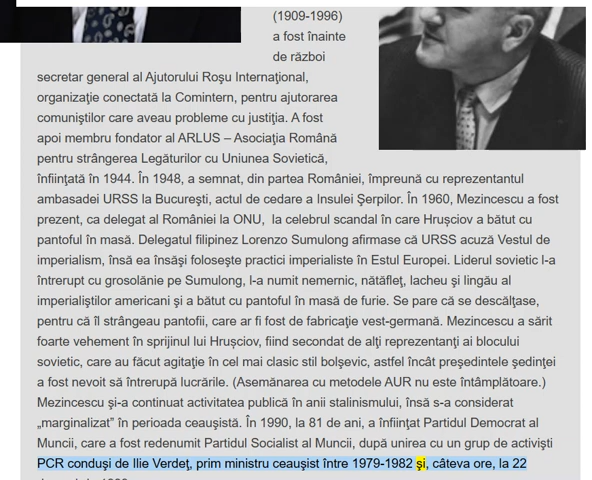 (1909-1996)
a fost înainte
de război
secretar general al Ajutorului Roşu Internaţional,
organizaţie conectată la Comintern, pentru ajutorarea
comuniştilor care aveau probleme cu justiţia. A fost
apoi membru fondator al ARLUS – Asociaţia Română
pentru strângerea Legăturilor cu Uniunea Sovietică,
înfiinţată în 1944. În 1948, a semnat, din partea României, împreună cu reprezentantul
ambasadei URSS la Bucureşti, actul de cedare a Insulei Şerpilor. În 1960, Mezincescu a fost
prezent, ca delegat al României la ONU, la celebrul scandal în care Hruşciov a bătut cu
pantoful în masă. Delegatul filipinez Lorenzo Sumulong afirmase că URSS acuză Vestul de
imperialism, însă ea însăşi foloseşte practici imperialiste în Estul Europei. Liderul sovietic l-a
întrerupt cu grosolănie pe Sumulong, l-a numit nemernic, nătăfleţ, lacheu şi lingău al
imperialiştilor americani şi a bătut cu pantoful în masă de furie. Se pare că se descălţase,
pentru că îl strângeau pantofii, care ar fi fost de fabricaţie vest-germană. Mezincescu a sărit
foarte vehement în sprijinul lui Hruşciov, fiind secondat de alţi reprezentanţi ai blocului
sovietic, care au făcut agitaţie în cel mai clasic stil bolşevic, astfel încât preşedintele şedinţei
a fost nevoit să întrerupă lucrările. (Asemănarea cu metodele AUR nu este întâmplătoare.)
Mezincescu şi-a continuat activitatea publică în anii stalinismului, însă s-a considerat
„marginalizat” în perioada ceauşistă. În 1990, la 81 de ani, a înfiinţat Partidul Democrat al
Muncii, care a fost redenumit Partidul Socialist al Muncii, după unirea cu un grup de activişti
PCR conduşi de Ilie Verdeţ, prim ministru ceauşist între 1979-1982 şi, câteva ore, la 22